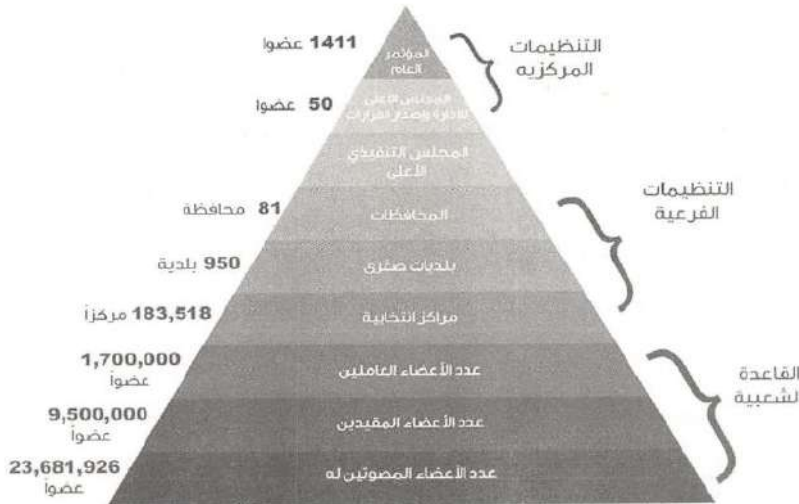 1411 عضوا
المؤتمر
العام
التنظيمات
المركزيه
50 عضوا
المجلس الأعلى
للإدارة وإصدار القرارات
المجلس التنفيذي
الأعلى
81 محافظة
المحافظات
التنظيمات
الفرعية
950 بلدية
بلديات صغرى
183,518 مركزاً
مراكز انتخابية
1,700,000
عضواً
عدد الأعضاء العاملين
القاعدة
لشعبية
9,500,000
عضواً
عدد الأعضاء المقيدين
23,681,926
عضواً
عدد الأعضاء المصوتين له